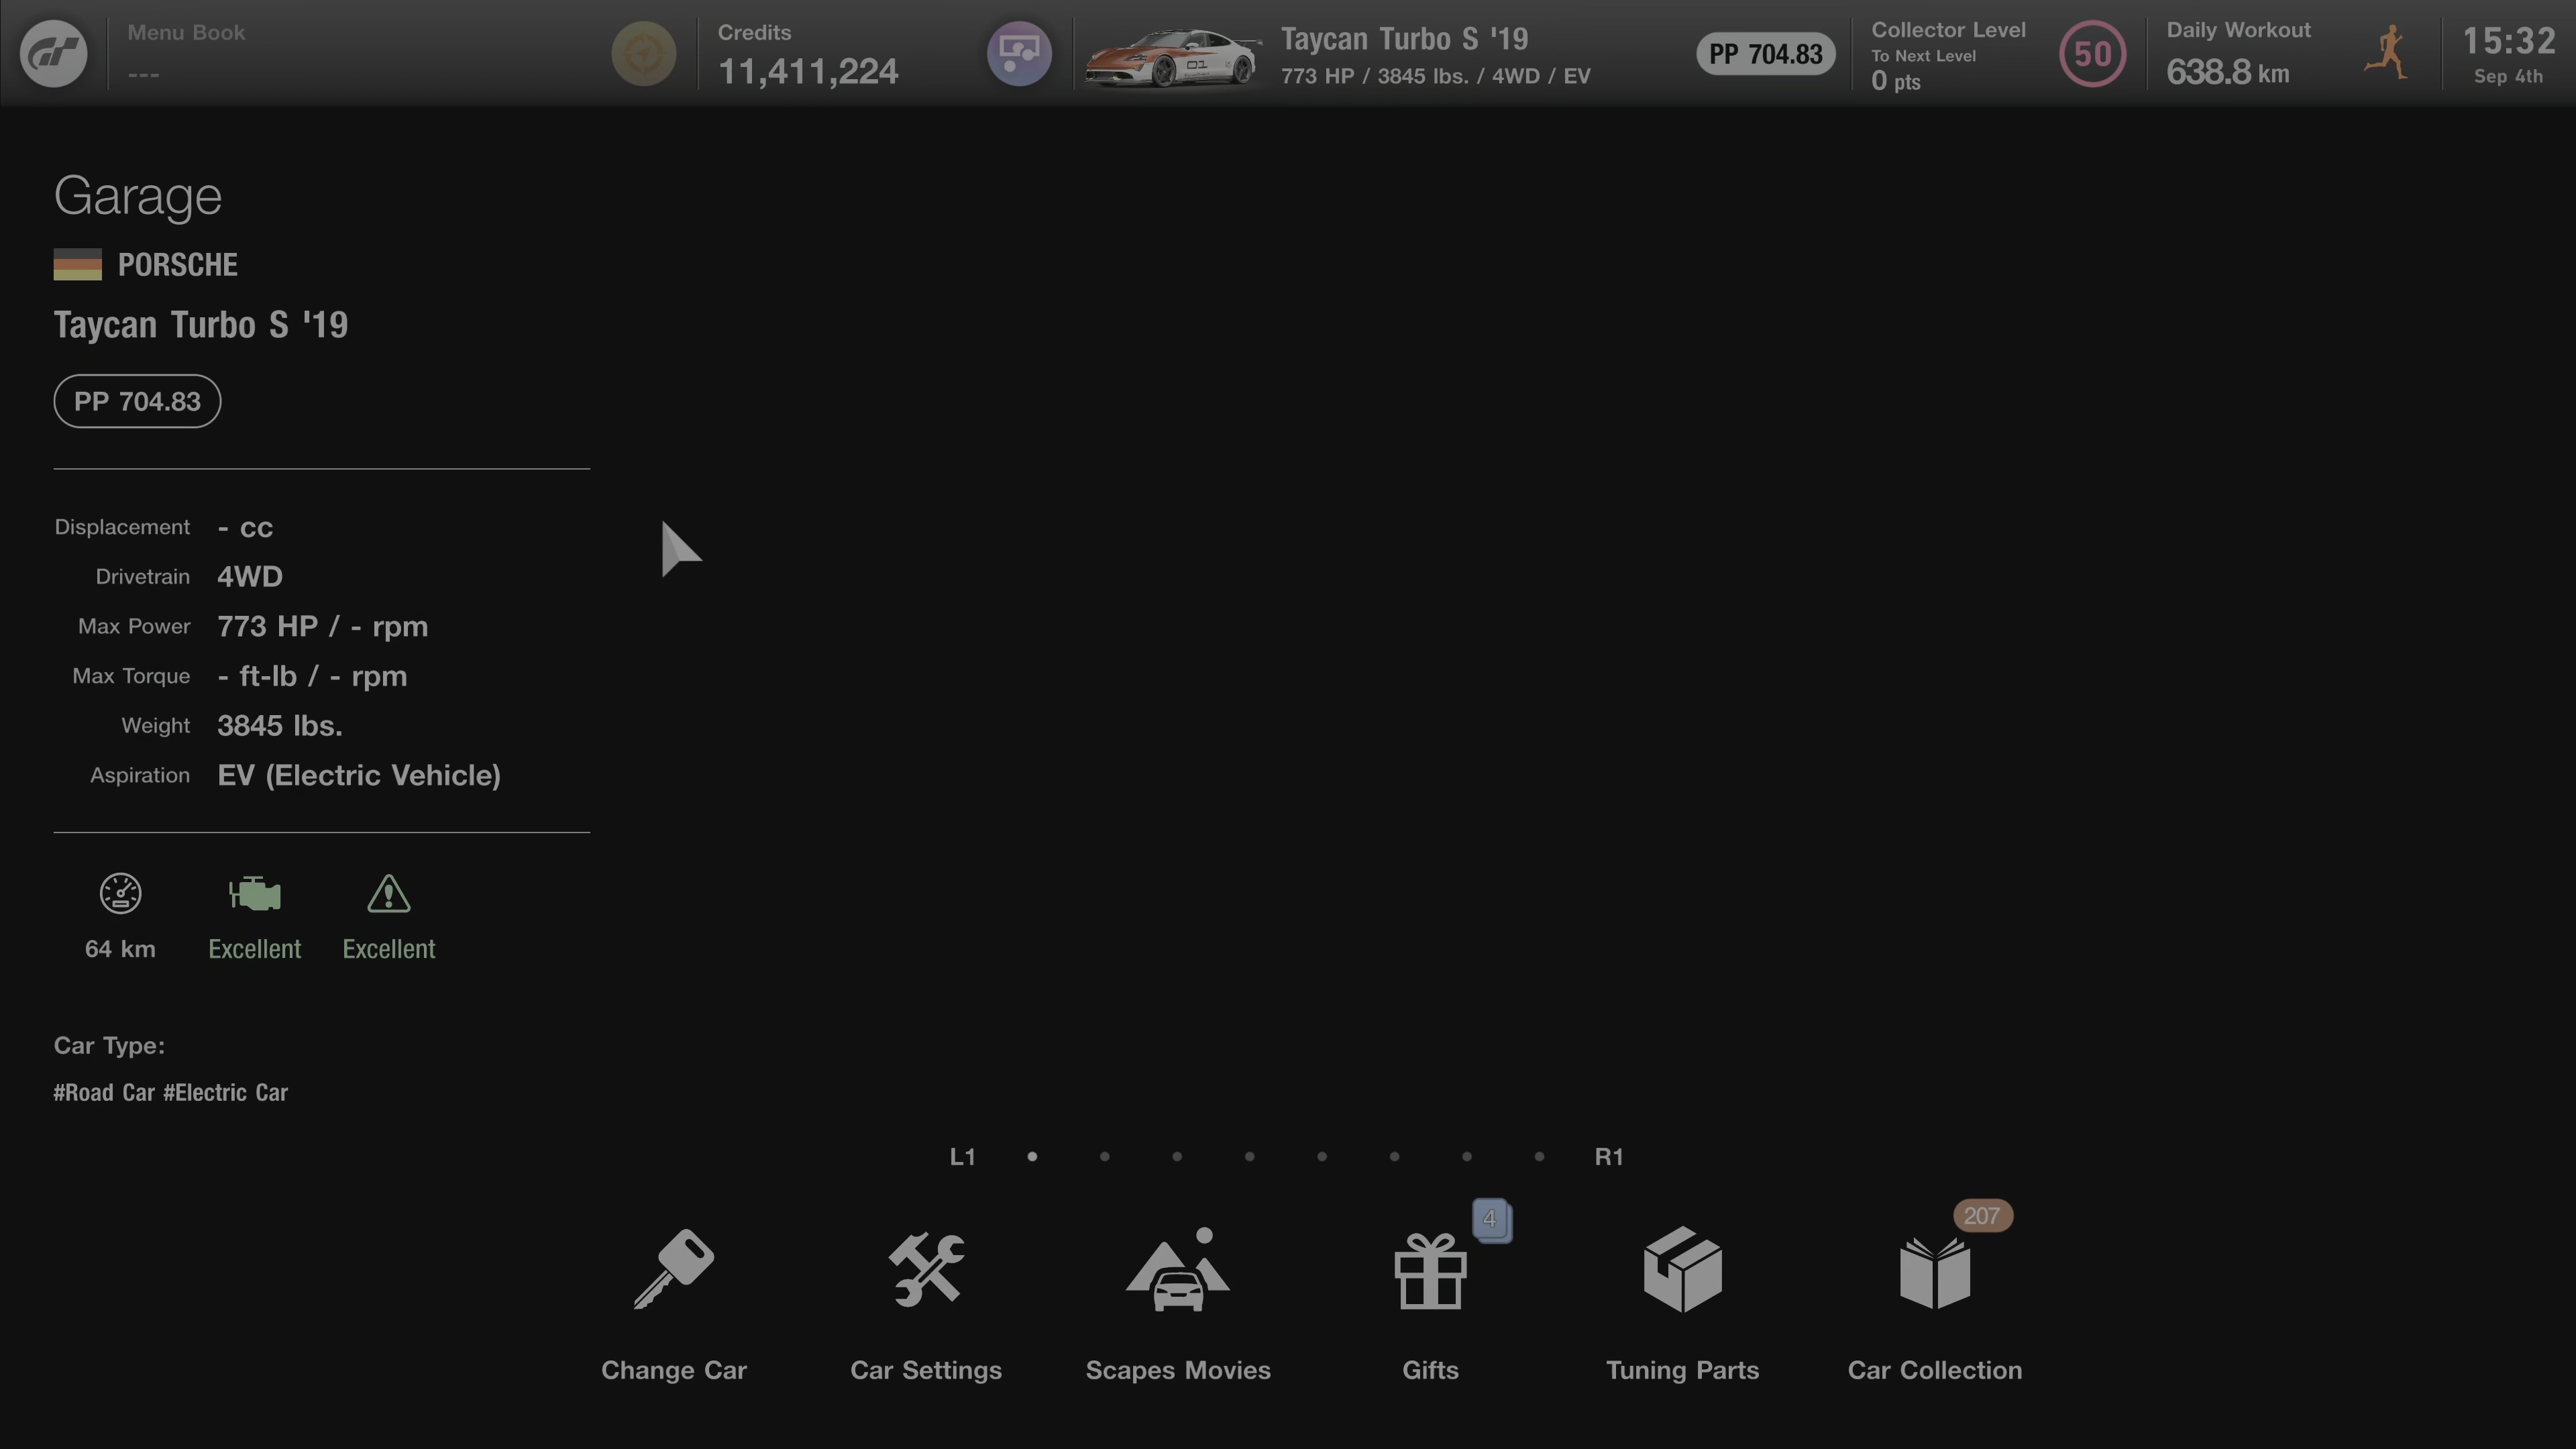 Menu Book
---
Credits
11,411,224
Taycan Turbo S '19
773 HP / 3845 lbs. / 4WD / EV
PP 704.83
Collector Level
To Next Level
0 pts
50
Daily Workout
638.8 km
15:32
Sep 4th
Garage
PORSCHE
Taycan Turbo S '19
PP 704.83
Displacement - cc
Drivetrain 4WD
Max Power 773 HP / - rpm
Max Torque - ft-lb / - rpm
Weight 3845 lbs.
Aspiration EV (Electric Vehicle)
64 km
Excellent
Excellent
Car Type:
#Road Car #Electric Car
L1
R1
4
207
Change Car
Car Settings
Scapes Movies
Gifts
Tuning Parts
Car Collection